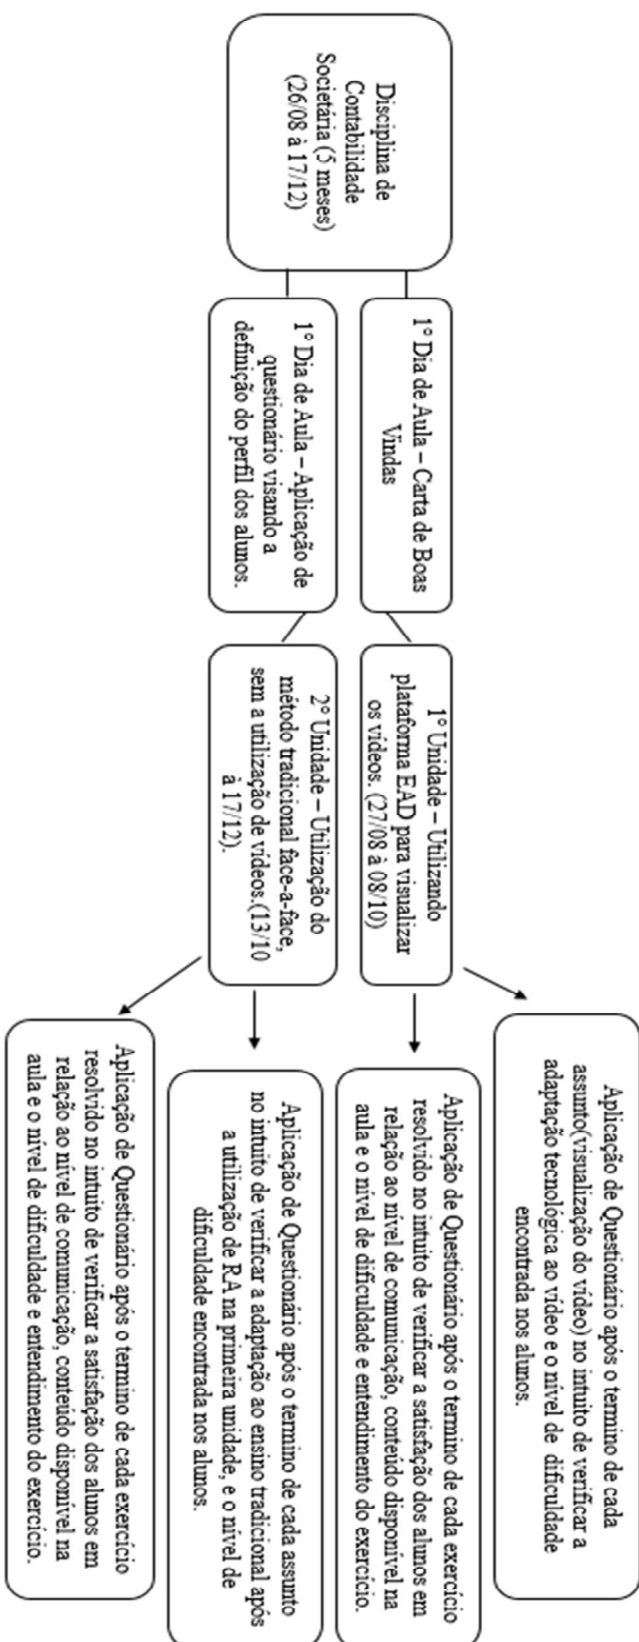 Disciplina de
Contabilidade
Societária (5 meses)
(26/08 à 17/12)
1º Dia de Aula – Carta de Boas
Vindas
1º Dia de Aula – Aplicação de
questionário visando a
definição do perfil dos alunos.
1º Unidade – Utilizando
plataforma EAD para visualizar
os vídeos. (27/08 à 08/10)
2º Unidade – Utilização do
método tradicional face-a-face,
sem a utilização de vídeos.(13/10
à 17/12).
Aplicação de Questionário após o termino de cada
assunto(visualização do vídeo) no intuito de verificar a
adaptação tecnológica ao vídeo e o nível de dificuldade
encontrada nos alunos.
Aplicação de Questionário após o termino de cada exercício
resolvido no intuito de verificar a satisfação dos alunos em
relação ao nível de comunicação, conteúdo disponível na
aula e o nível de dificuldade e entendimento do exercício.
Aplicação de Questionário após o termino de cada assunto
no intuito de verificar a adaptação ao ensino tradicional após
a utilização de RA na primeira unidade, e o nível de
dificuldade encontrada nos alunos.
Aplicação de Questionário após o termino de cada exercício
resolvido no intuito de verificar a satisfação dos alunos em
relação ao nível de comunicação, conteúdo disponível na
aula e o nível de dificuldade e entendimento do exercício.